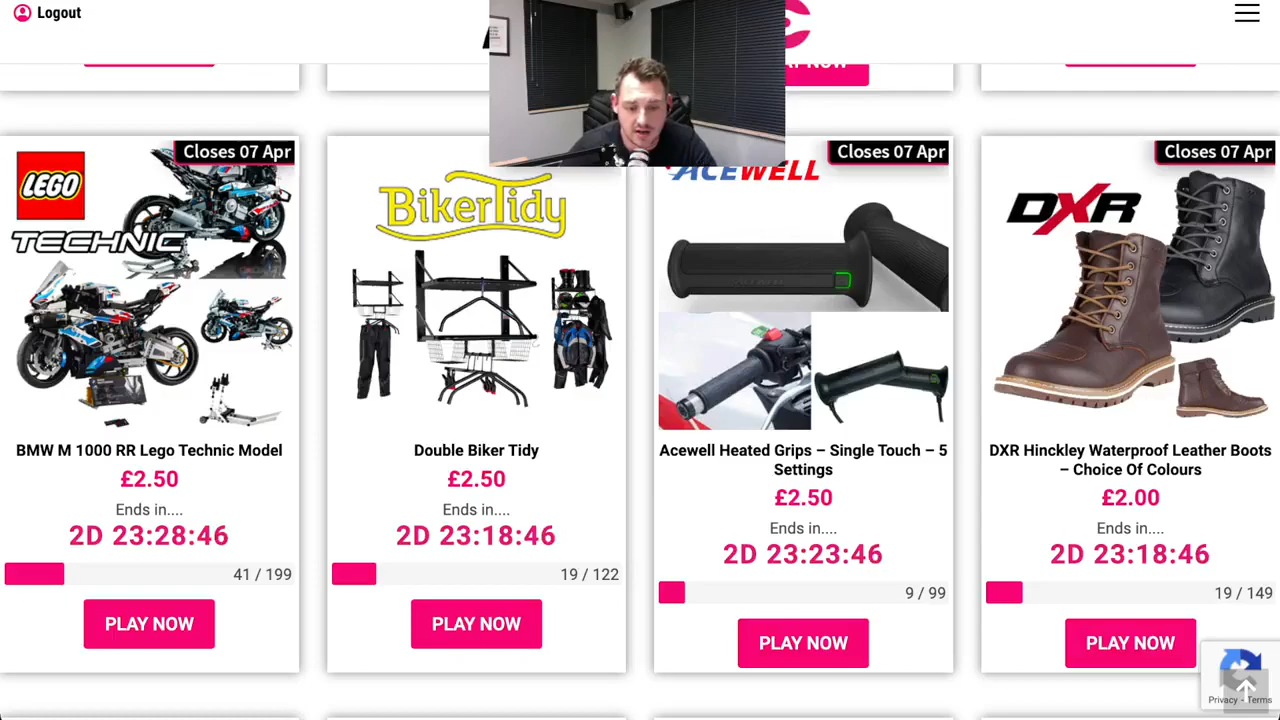 Logout
PLAY NOW
Closes 07 Apr
LEGO
TECHNIC
BMW M 1000 RR Lego Technic Model
£2.50
Ends in....
2D 23:28:46
41 / 199
PLAY NOW
BikerTidy
Double Biker Tidy
£2.50
Ends in....
2D 23:18:46
19 / 122
PLAY NOW
Closes 07 Apr
ACEWELL
Acewell Heated Grips – Single Touch – 5
Settings
£2.50
Ends in....
2D 23:23:46
9 / 99
PLAY NOW
Closes 07 Apr
DXR
DXR Hinckley Waterproof Leather Boots
– Choice Of Colours
£2.00
Ends in....
2D 23:18:46
19 / 149
PLAY NOW
Privacy - Terms